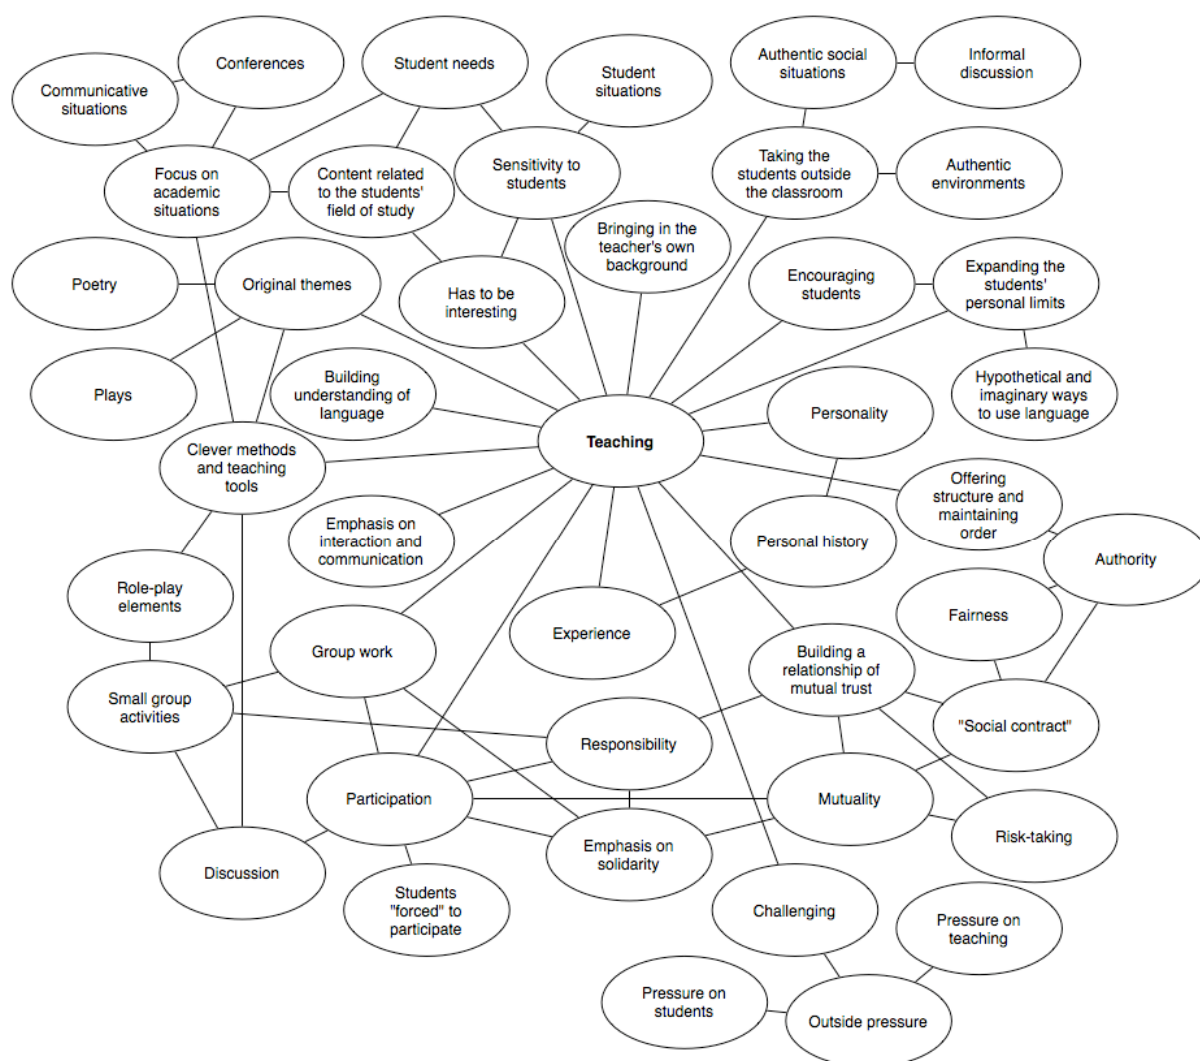 Conferences
Student needs
Student
situations
Authentic social
situations
Informal
discussion
Communicative
situations
Focus on
academic
situations
Content related
to the students'
field of study
Sensitivity to
students
Taking the
students outside
the classroom
Authentic
environments
Bringing in the
teacher's own
background
Poetry
Original themes
Has to be
interesting
Encouraging
students
Expanding the
students'
personal limits
Plays
Building
understanding of
language
Hypothetical and
imaginary ways
to use language
Teaching
Personality
Clever methods
and teaching
tools
Offering
structure and
maintaining
order
Emphasis on
interaction and
communication
Personal history
Authority
Role-play
elements
Fairness
Experience
Group work
Building a
relationship of
mutual trust
Small group
activities
"Social contract"
Responsibility
Participation
Mutuality
Risk-taking
Emphasis on
solidarity
Discussion
Students
"forced" to
participate
Challenging
Pressure on
teaching
Pressure on
students
Outside pressure